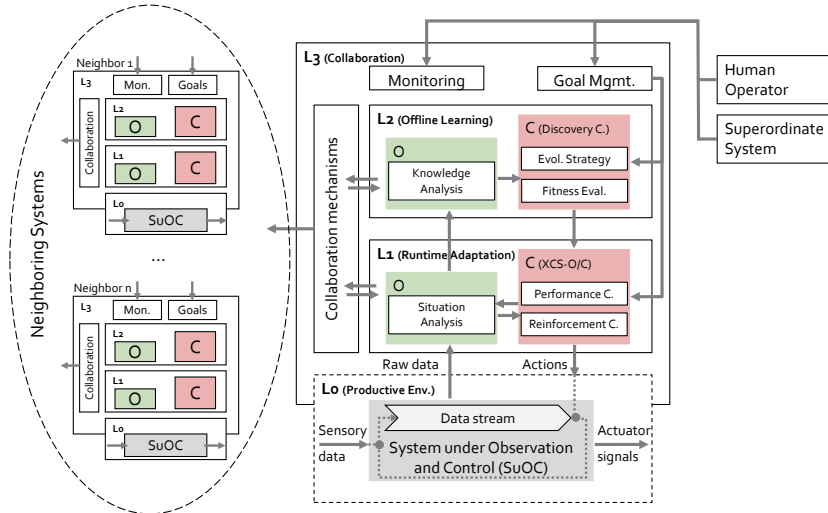 Neighboring Systems
Neighbor 1
L3
Mon.
Goals
Collaboration
L2
O
C
L1
O
C
L0
SuOC
...
Neighbor n
L3
Mon.
Goals
Collaboration
L2
O
C
L1
O
C
L0
SuOC
L3 (Collaboration)
Monitoring
Goal Mgmt.
Human
Operator
Superordinate
System
Collaboration mechanisms
L2 (Offline Learning)
O
Knowledge
Analysis
C (Discovery C.)
Evol. Strategy
Fitness Eval.
L1 (Runtime Adaptation)
O
Situation
Analysis
C (XCS-O/C)
Performance C.
Reinforcement C.
Raw data
Actions
L0 (Productive Env.)
Data stream
Sensory
data
System under Observation
and Control (SuOC)
Actuator
signals